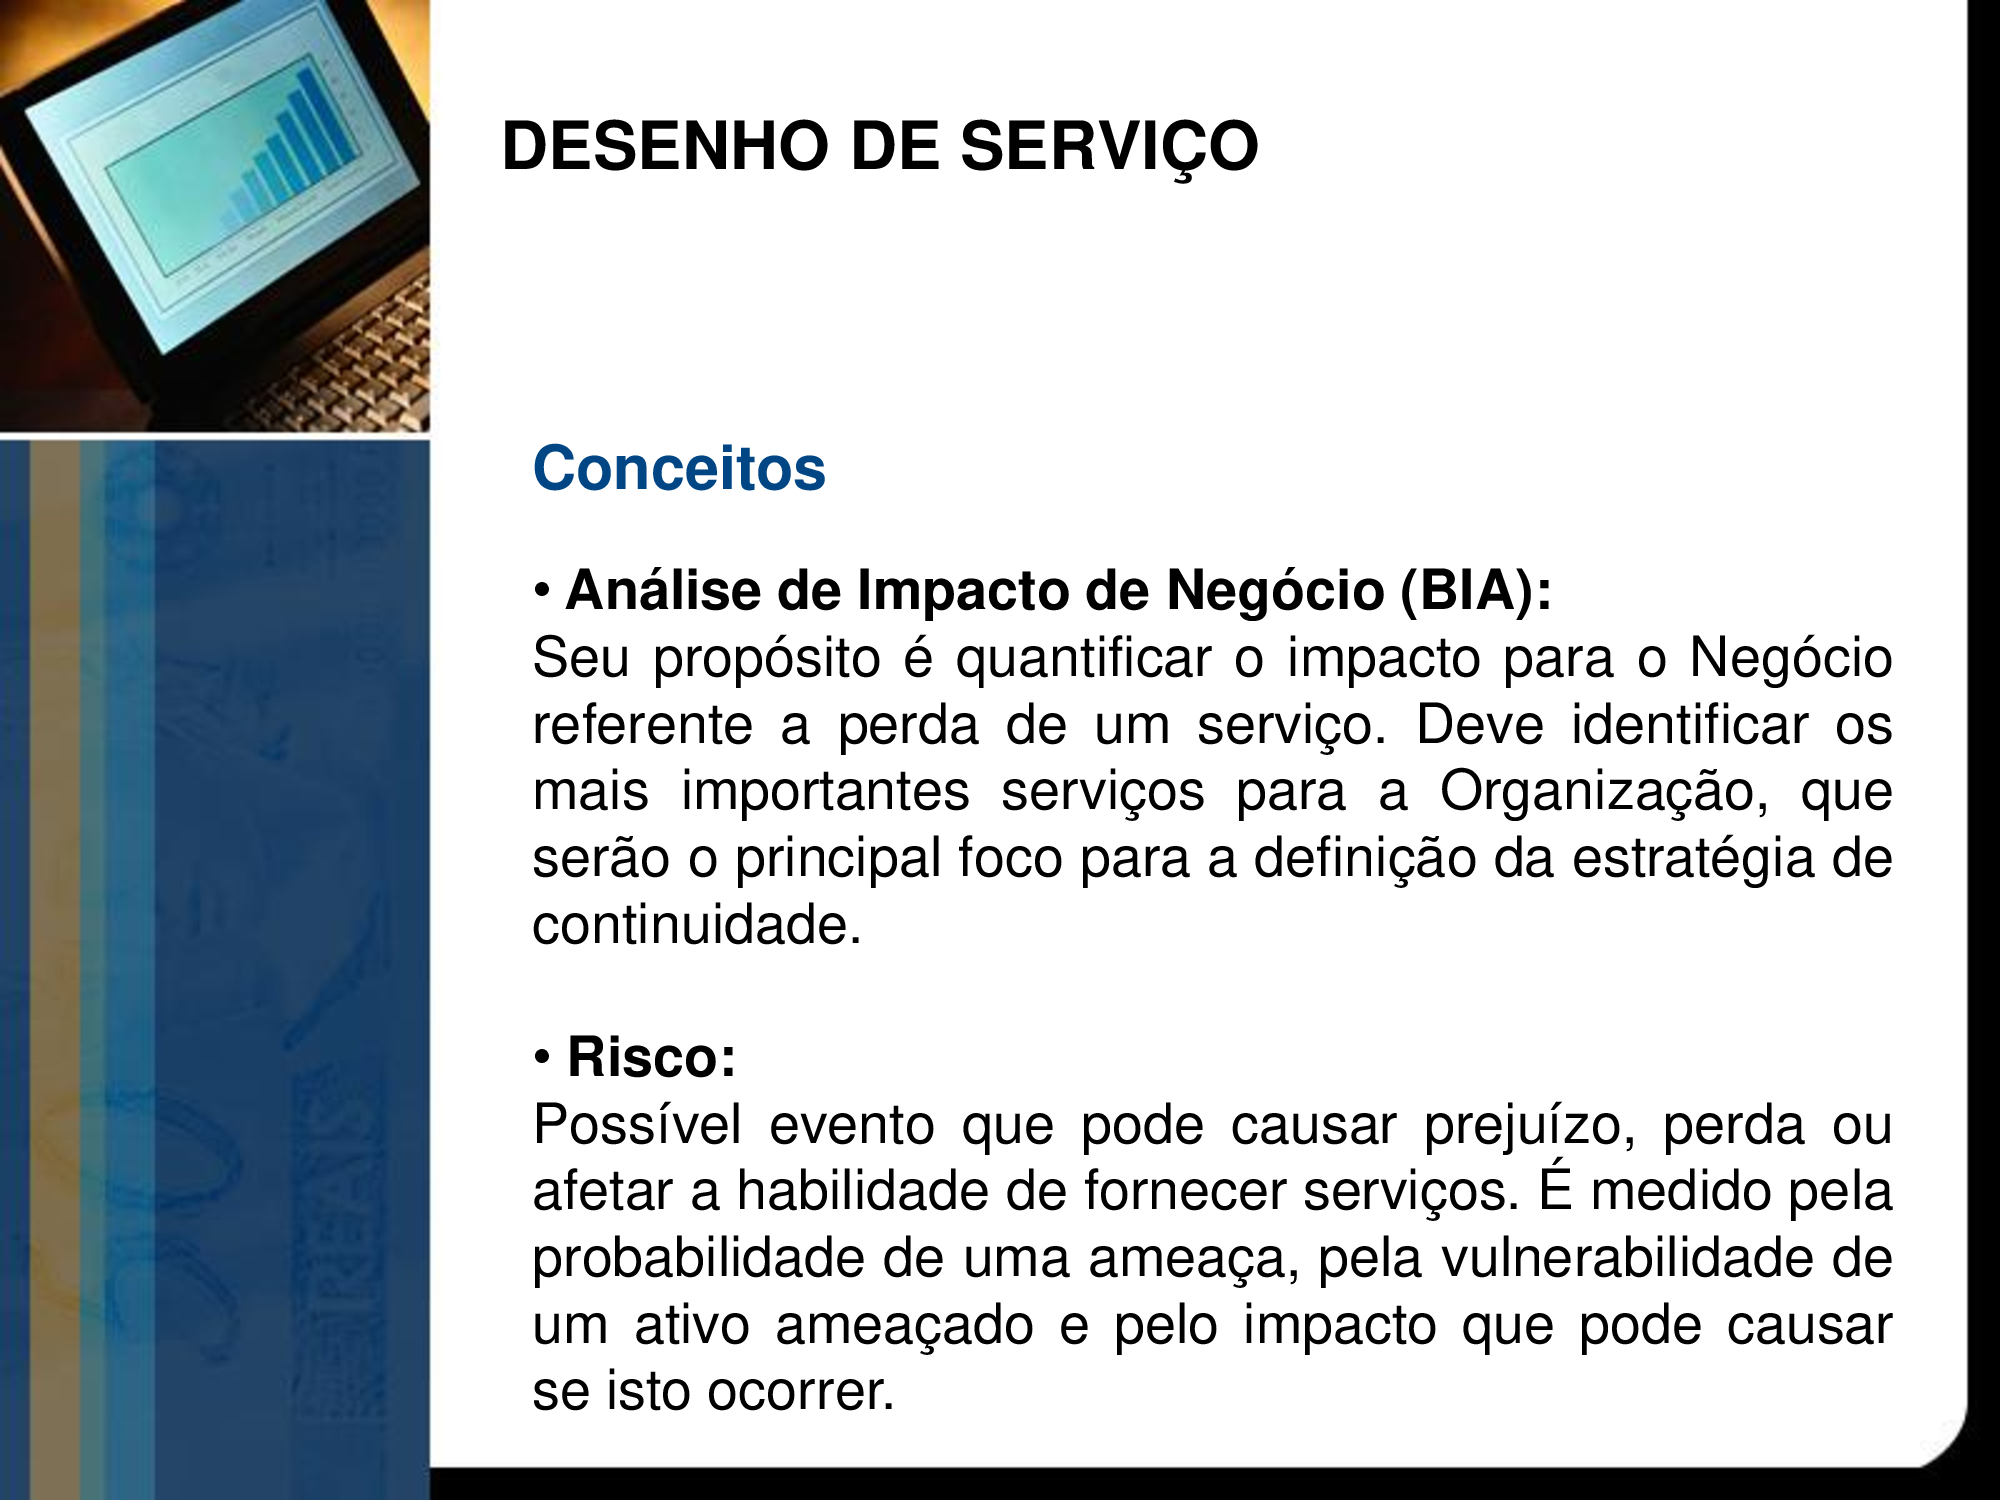 DESENHO DE SERVIÇO
Conceitos
• Análise de Impacto de Negócio (BIA):
Seu propósito é quantificar o impacto para o Negócio
referente a perda de um serviço. Deve identificar os
mais importantes serviços para a Organização, que
serão o principal foco para a definição da estratégia de
continuidade.
• Risco:
Possível evento que pode causar prejuízo, perda ou
afetar a habilidade de fornecer serviços. É medido pela
probabilidade de uma ameaça, pela vulnerabilidade de
um ativo ameaçado e pelo impacto que pode causar
se isto ocorrer.
REAIS